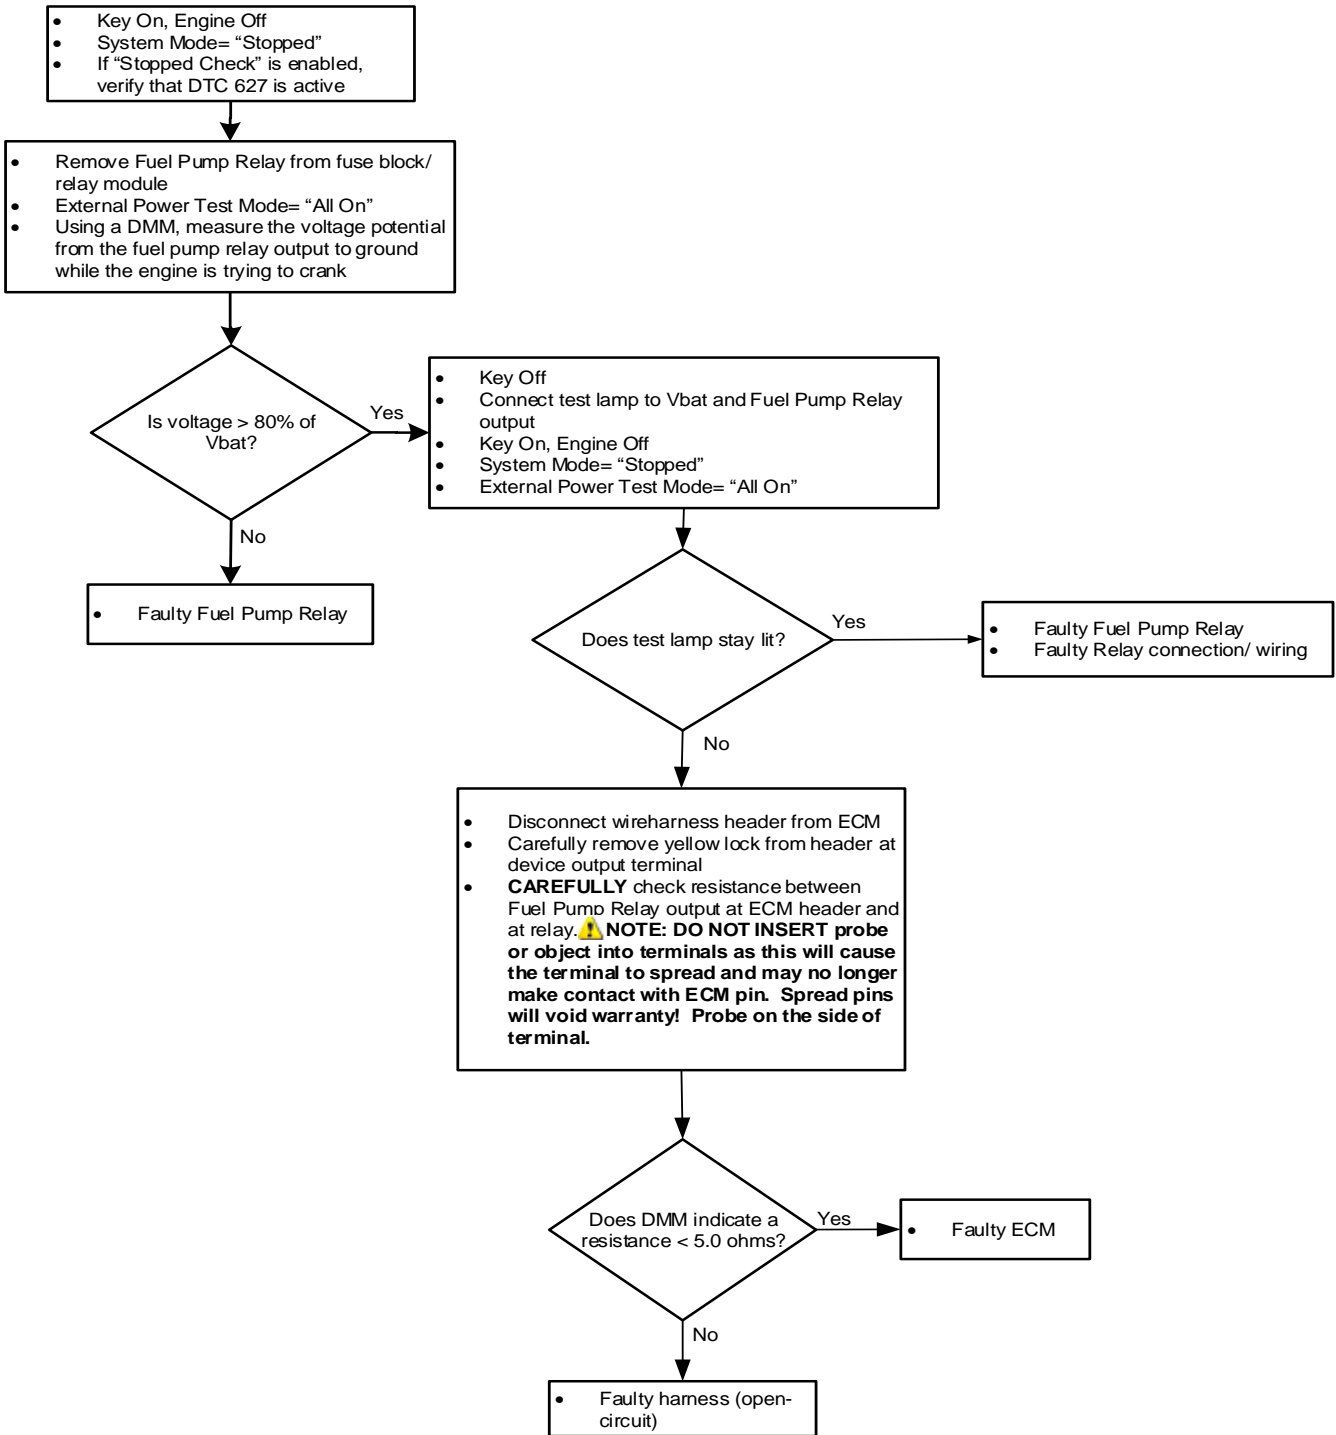 • Key On, Engine Off
• System Mode= “Stopped”
• If “Stopped Check” is enabled,
verify that DTC 627 is active
• Remove Fuel Pump Relay from fuse block/
relay module
• External Power Test Mode= “All On”
• Using a DMM, measure the voltage potential
from the fuel pump relay output to ground
while the engine is trying to crank
Is voltage > 80% of
Vbat?
Yes
No
• Faulty Fuel Pump Relay
• Key Off
• Connect test lamp to Vbat and Fuel Pump Relay
output
• Key On, Engine Off
• System Mode= “Stopped”
• External Power Test Mode= “All On”
Does test lamp stay lit?
Yes
• Faulty Fuel Pump Relay
• Faulty Relay connection/ wiring
No
• Disconnect wireharness header from ECM
• Carefully remove yellow lock from header at
device output terminal
• CAREFULLY check resistance between
Fuel Pump Relay output at ECM header and
at relay. NOTE: DO NOT INSERT probe
or object into terminals as this will cause
the terminal to spread and may no longer
make contact with ECM pin. Spread pins
will void warranty! Probe on the side of
terminal.
Does DMM indicate a
resistance < 5.0 ohms?
Yes
• Faulty ECM
No
• Faulty harness (open-
circuit)